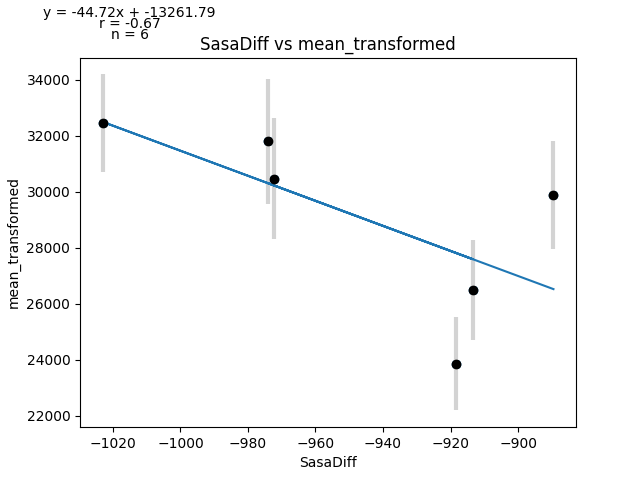 y = -44.72x + -13261.79
r = -0.67
n = 6
SasaDiff vs mean_transformed
mean_transformed
34000
32000
30000
28000
26000
24000
22000
−1020 −1000 −980 −960 −940 −920 −900
SasaDiff